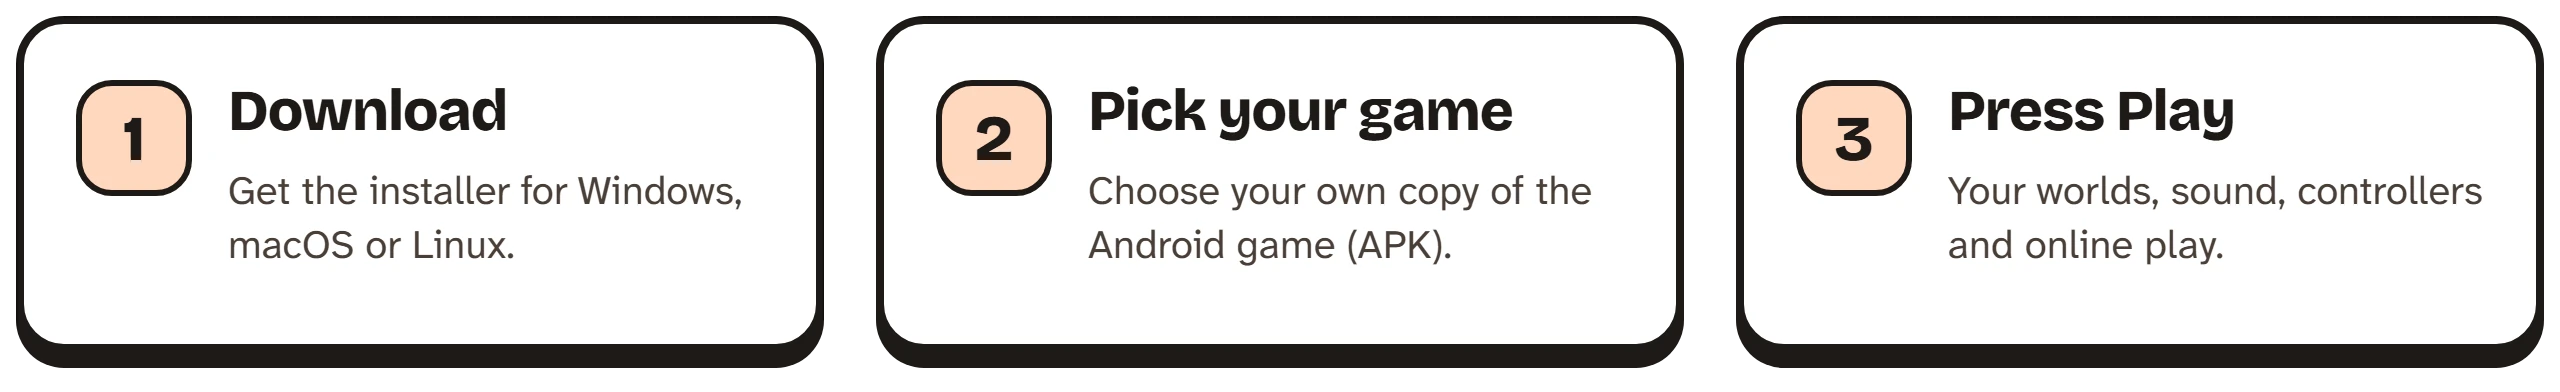 1
Download
Get the installer for Windows,
macOS or Linux.
2
Pick your game
Choose your own copy of the
Android game (APK).
3
Press Play
Your worlds, sound, controllers
and online play.